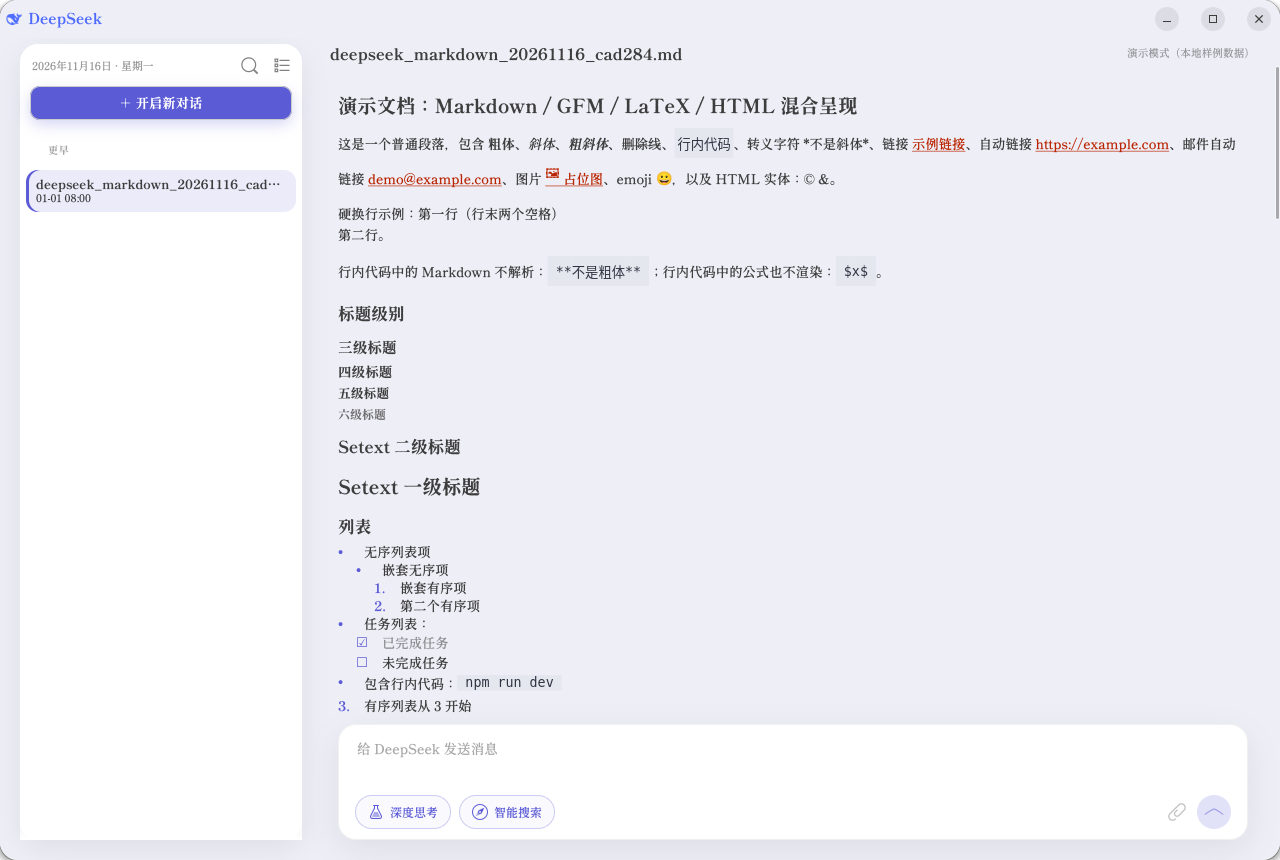 DeepSeek
2026年11月16日 · 星期一
+ 开启新对话
更早
deepseek_markdown_20261116_cad…
01-01 08:00
deepseek_markdown_20261116_cad284.md
演示模式（本地样例数据）
演示文档：Markdown / GFM / LaTeX / HTML 混合呈现
这是一个普通段落，包含 粗体、斜体、粗斜体、删除线、 行内代码 、转义字符 *不是斜体*、链接 示例链接、自动链接 https://example.com、邮件自动
链接 demo@example.com、图片 🖼 占位图、emoji 😀，以及 HTML 实体：© &。
硬换行示例：第一行（行末两个空格）
第二行。
行内代码中的 Markdown 不解析： **不是粗体** ；行内代码中的公式也不渲染： $x$ 。
标题级别
三级标题
四级标题
五级标题
六级标题
Setext 二级标题
Setext 一级标题
列表
• 无序列表项
• 嵌套无序项
1. 嵌套有序项
2. 第二个有序项
• 任务列表：
☑ 已完成任务
☐ 未完成任务
• 包含行内代码： npm run dev
3. 有序列表从 3 开始
给 DeepSeek 发送消息
深度思考
智能搜索